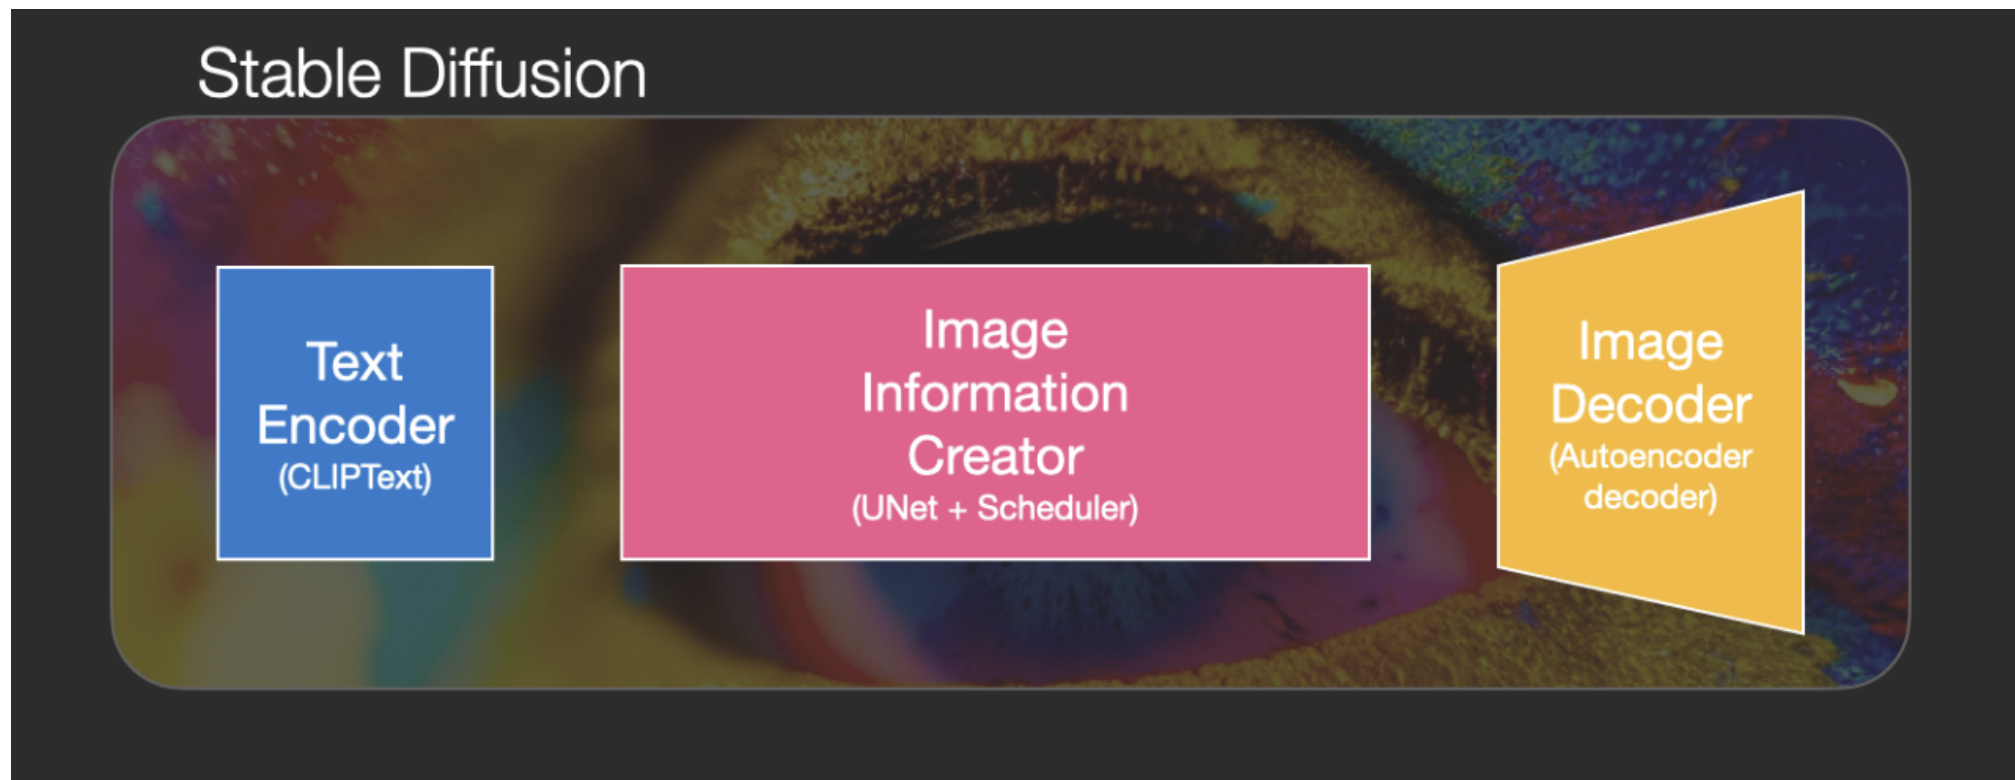 Stable Diffusion
Text
Encoder
(CLIPText)
Image
Information
Creator
(UNet + Scheduler)
Image
Decoder
(Autoencoder
decoder)